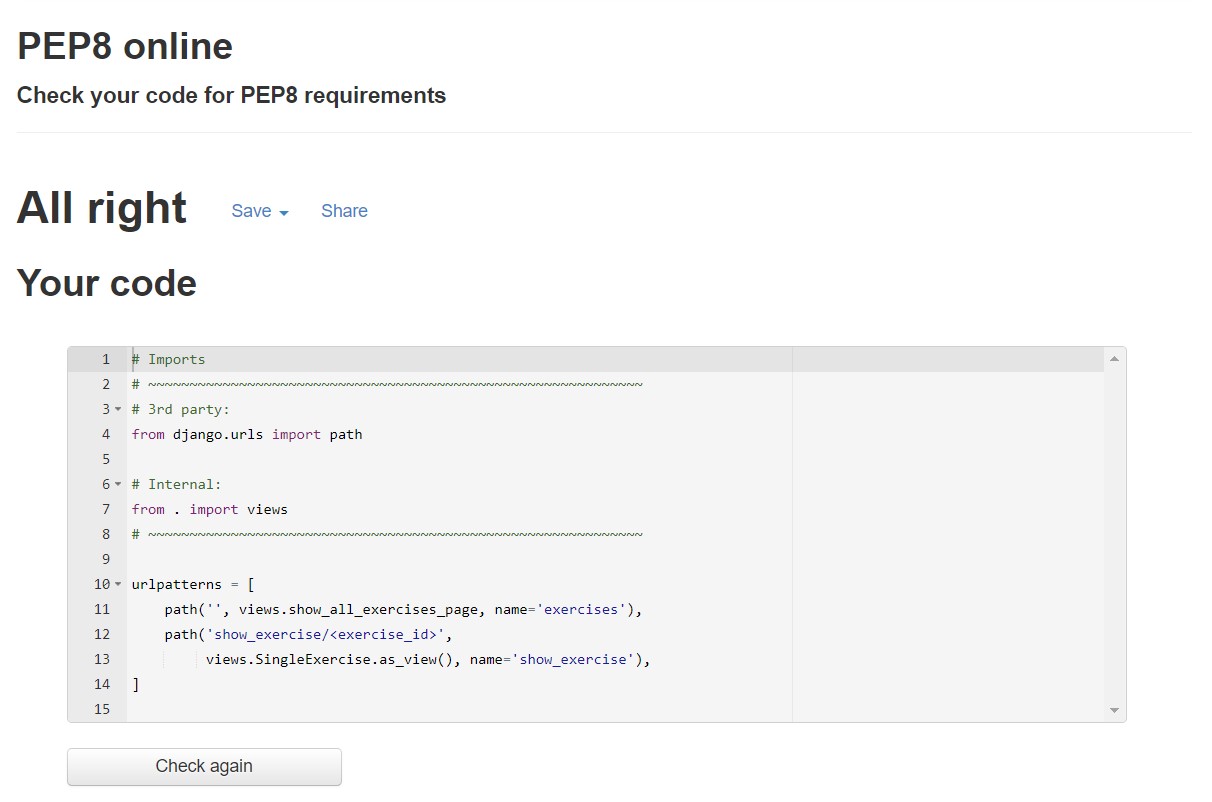 PEP8 online
Check your code for PEP8 requirements
All right Save Share
Your code
1 # Imports
2 # ~~~~~~~~~~~~~~~~~~~~~~~~~~~~~~~~~~~~~~~~~~~~~~~~~~~~~~~~~~~~
3 # 3rd party:
4 from django.urls import path
5
6 # Internal:
7 from . import views
8 # ~~~~~~~~~~~~~~~~~~~~~~~~~~~~~~~~~~~~~~~~~~~~~~~~~~~~~~~~~~~~
9
10 urlpatterns = [
11     path('', views.show_all_exercises_page, name='exercises'),
12     path('show_exercise/<exercise_id>',
13          views.SingleExercise.as_view(), name='show_exercise'),
14 ]
15
Check again